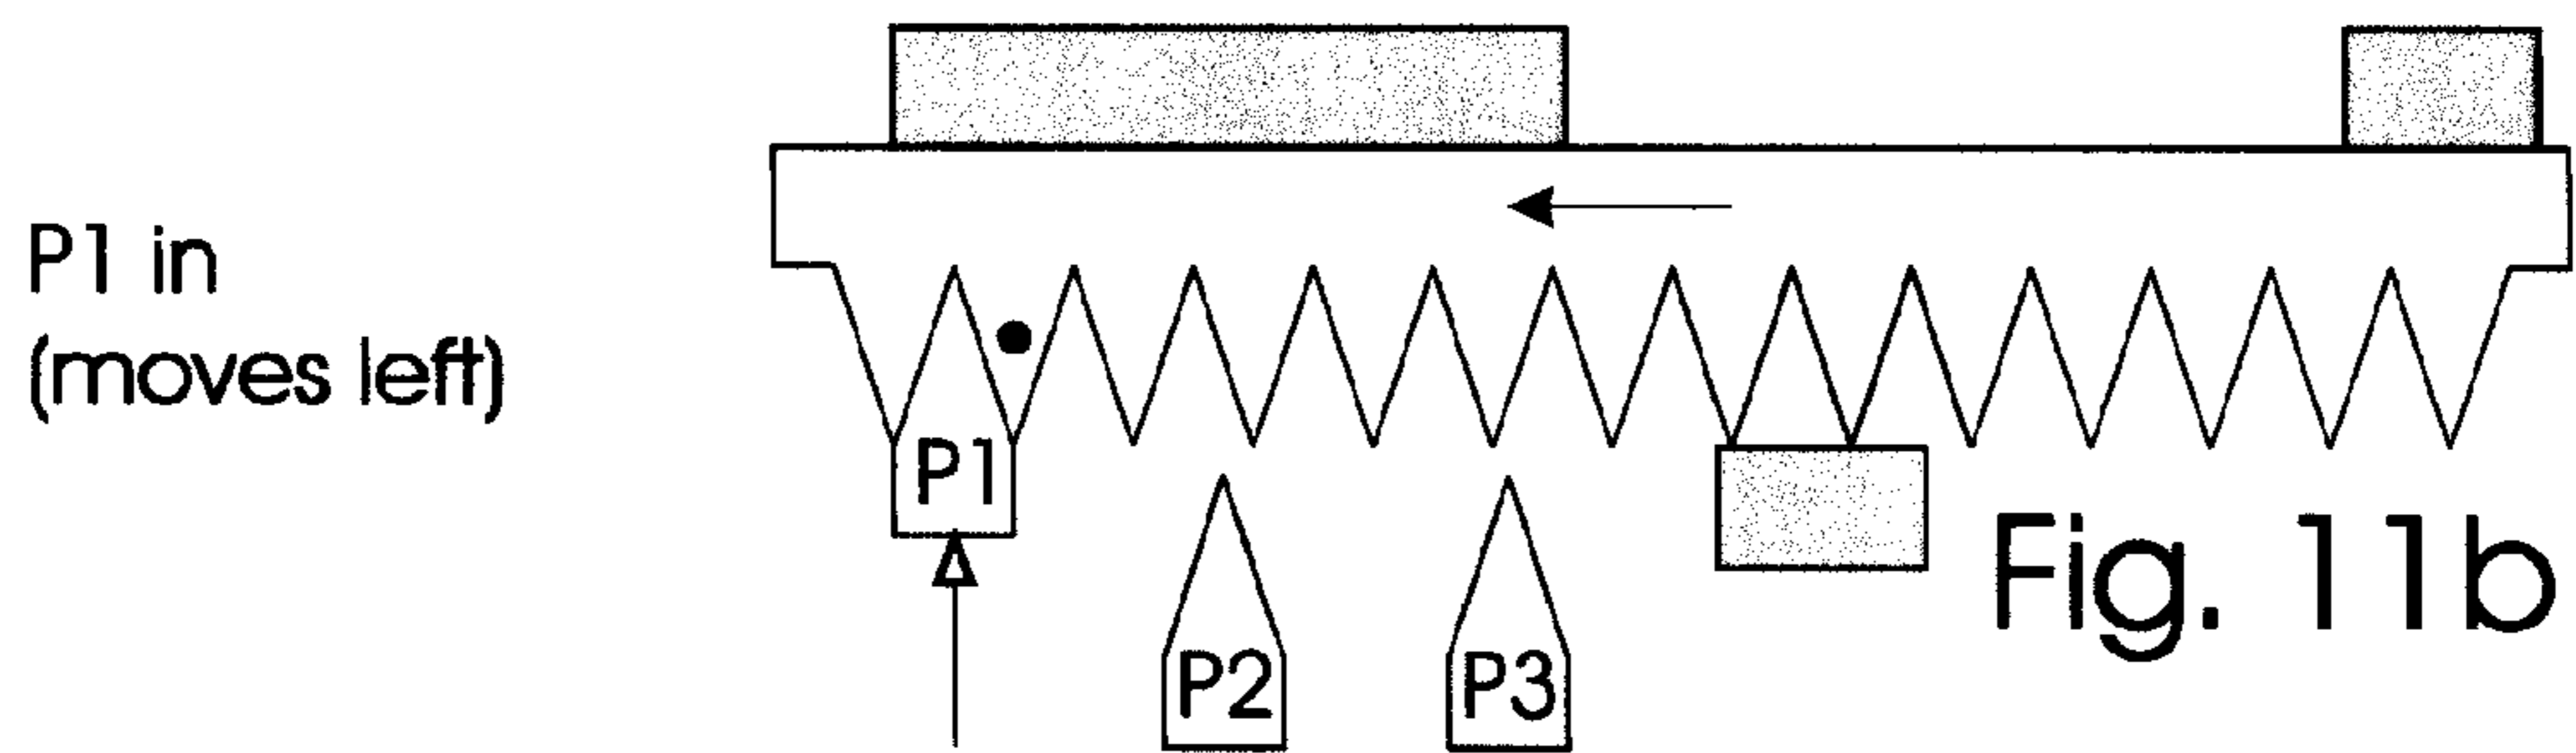 P1 in
(moves left)
P1
P2
P3
Fig. 11b